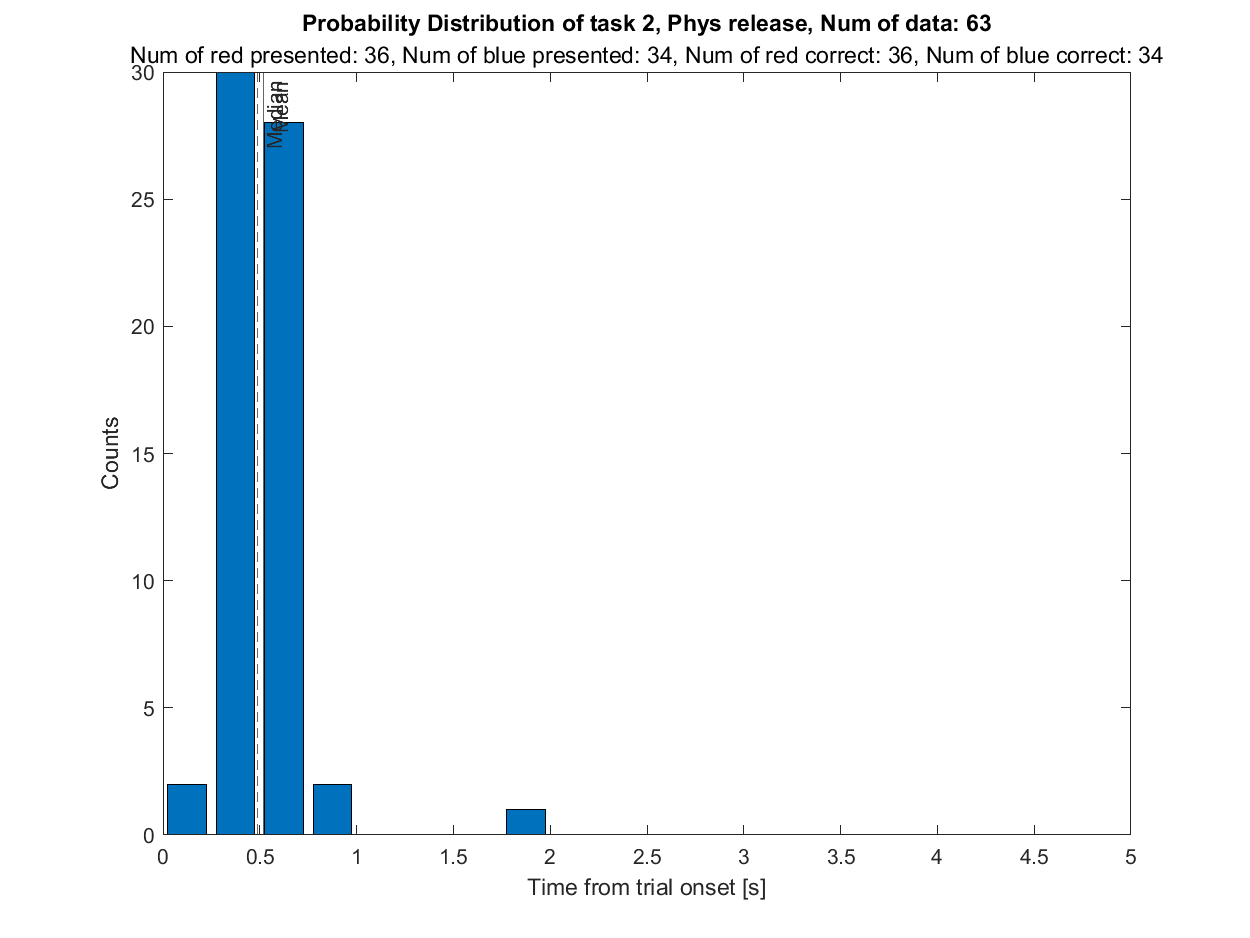 Probability Distribution of task 2, Phys release, Num of data: 63
Num of red presented: 36, Num of blue presented: 34, Num of red correct: 36, Num of blue correct: 34
30
25
20
15
10
5
0
Counts
Median
Mean
0 0.5 1 1.5 2 2.5 3 3.5 4 4.5 5
Time from trial onset [s]